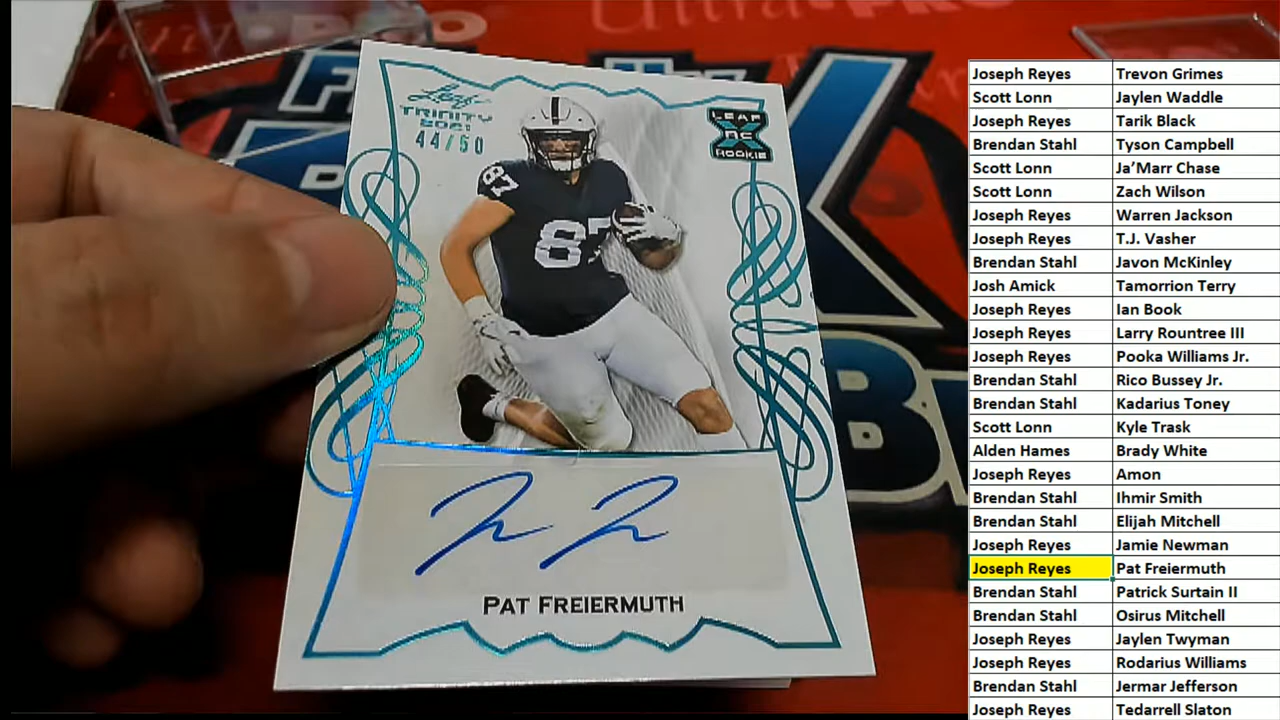 Ultra PRO
Leaf
TRINITY
2021
44/50
LEAF
RC
ROOKIE
87
87
PAT FREIERMUTH
Joseph Reyes Trevon Grimes
Scott Lonn Jaylen Waddle
Joseph Reyes Tarik Black
Brendan Stahl Tyson Campbell
Scott Lonn Ja’Marr Chase
Scott Lonn Zach Wilson
Joseph Reyes Warren Jackson
Joseph Reyes T.J. Vasher
Brendan Stahl Javon McKinley
Josh Amick Tamorrion Terry
Joseph Reyes Ian Book
Joseph Reyes Larry Rountree III
Joseph Reyes Pooka Williams Jr.
Brendan Stahl Rico Bussey Jr.
Brendan Stahl Kadarius Toney
Scott Lonn Kyle Trask
Alden Hames Brady White
Joseph Reyes Amon
Brendan Stahl Ihmir Smith
Brendan Stahl Elijah Mitchell
Joseph Reyes Jamie Newman
Joseph Reyes Pat Freiermuth
Brendan Stahl Patrick Surtain II
Brendan Stahl Osirus Mitchell
Joseph Reyes Jaylen Twyman
Joseph Reyes Rodarius Williams
Brendan Stahl Jermar Jefferson
Joseph Reyes Tedarrell Slaton